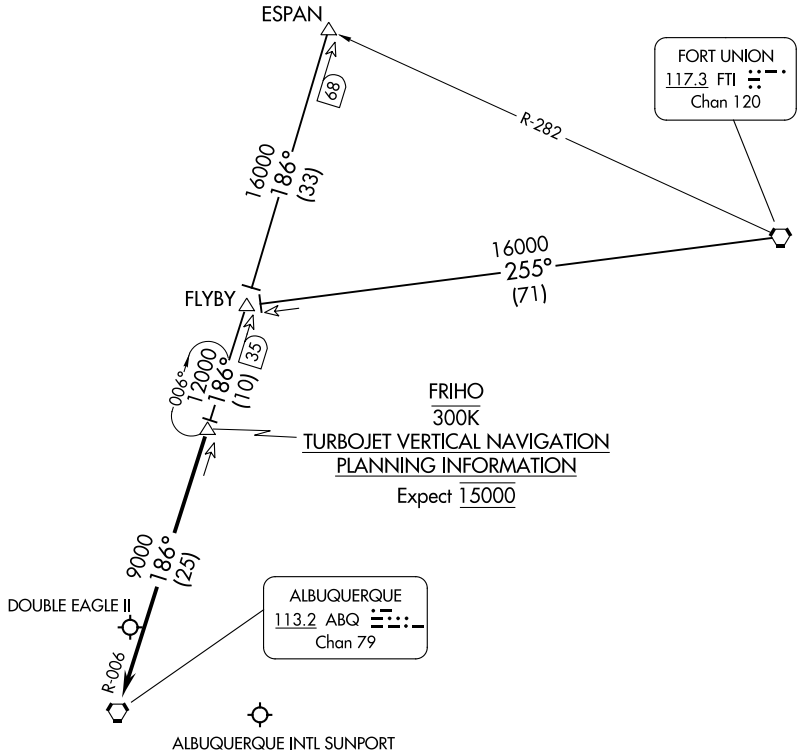 ESPAN
FORT UNION
117.3 FTI
Chan 120
68
R-282
16000
186°
(33)
16000
255°
(71)
FLYBY
35
006°
12000
186°
(10)
FRIHO
300K
TURBOJET VERTICAL NAVIGATION
PLANNING INFORMATION
Expect 15000
9000
186°
(25)
DOUBLE EAGLE II
R-006
ALBUQUERQUE
113.2 ABQ
Chan 79
ALBUQUERQUE INTL SUNPORT